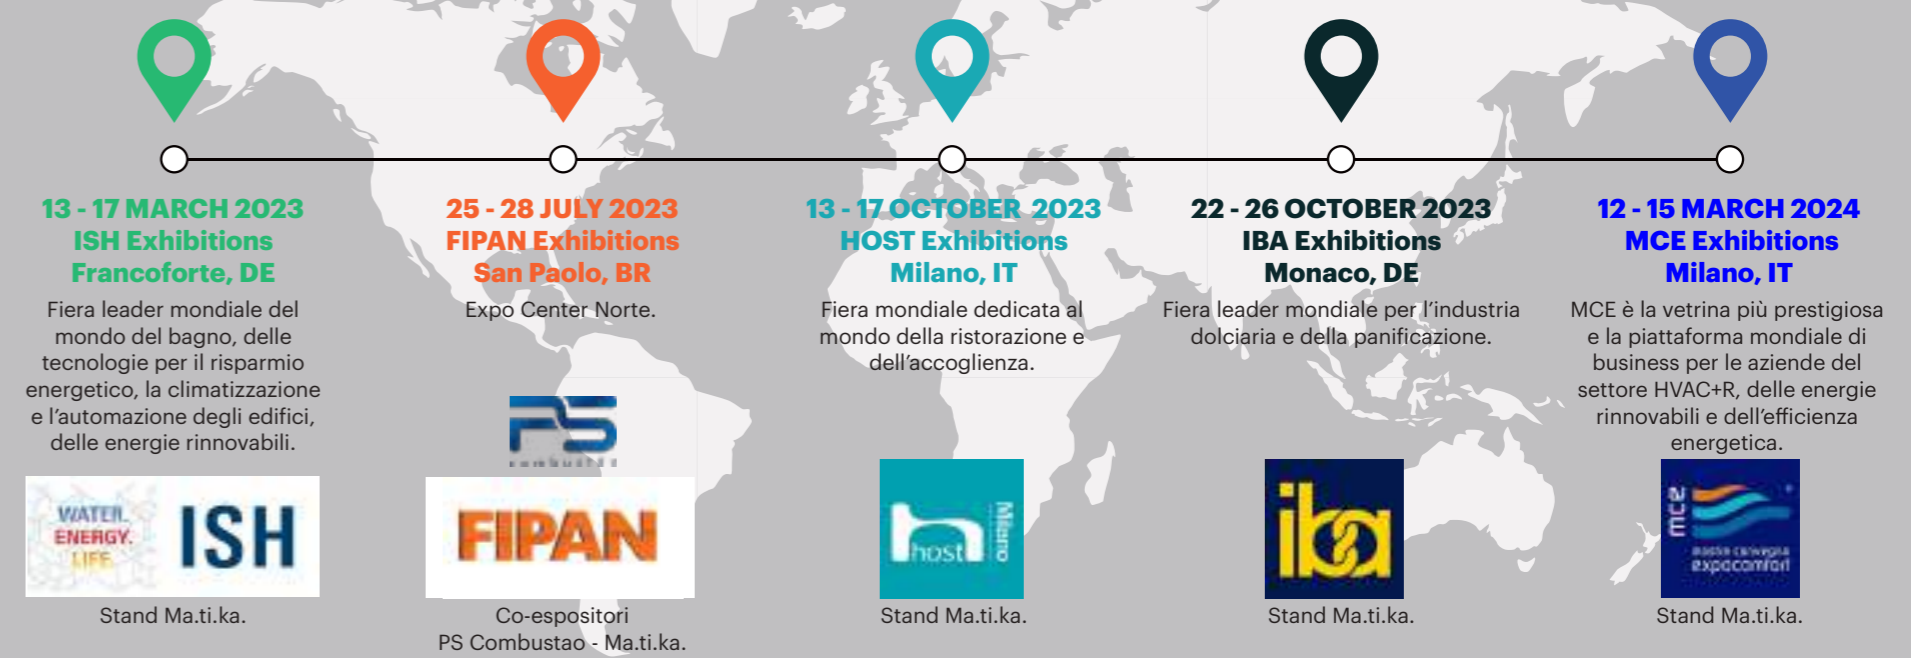 13 - 17 MARCH 2023
ISH Exhibitions
Francoforte, DE
Fiera leader mondiale del
mondo del bagno, delle
tecnologie per il risparmio
energetico, la climatizzazione
e l’automazione degli edifici,
delle energie rinnovabili.
WATER.
ENERGY.
LIFE.
ISH
Stand Ma.ti.ka.
25 - 28 JULY 2023
FIPAN Exhibitions
San Paolo, BR
Expo Center Norte.
PS
combustao
FIPAN
Co-espositori
PS Combustao - Ma.ti.ka.
13 - 17 OCTOBER 2023
HOST Exhibitions
Milano, IT
Fiera mondiale dedicata al
mondo della ristorazione e
dell’accoglienza.
host
Milano
Stand Ma.ti.ka.
22 - 26 OCTOBER 2023
IBA Exhibitions
Monaco, DE
Fiera leader mondiale per l’industria
dolciaria e della panificazione.
iba
Stand Ma.ti.ka.
12 - 15 MARCH 2024
MCE Exhibitions
Milano, IT
MCE è la vetrina più prestigiosa
e la piattaforma mondiale di
business per le aziende del
settore HVAC+R, delle energie
rinnovabili e dell’efficienza
energetica.
mce
mostra convegno
expocomfort
Stand Ma.ti.ka.